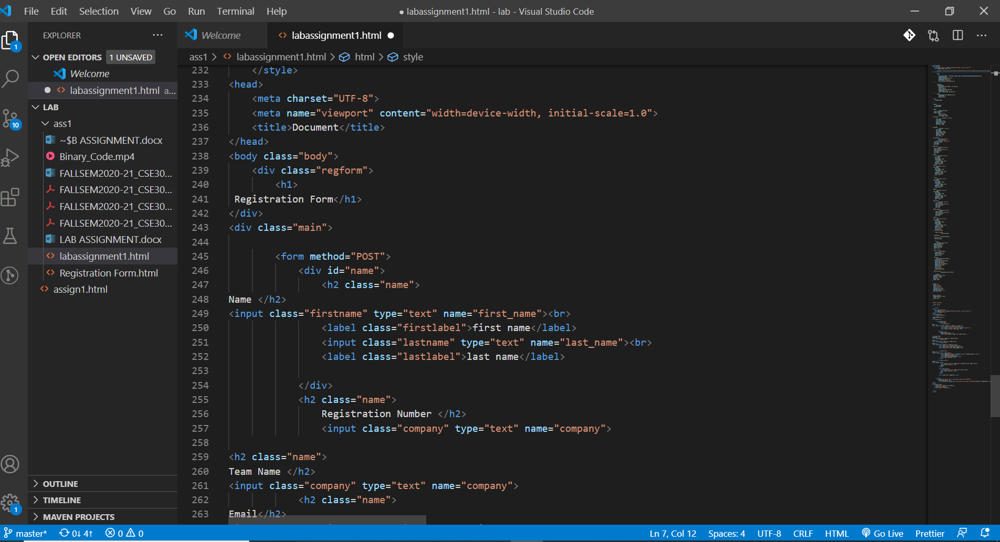 File Edit Selection View Go Run Terminal Help
● labassignment1.html - lab - Visual Studio Code
EXPLORER
Welcome
labassignment1.html
OPEN EDITORS 1 UNSAVED
Welcome
labassignment1.html a...
LAB
ass1
~$B ASSIGNMENT.docx
Binary_Code.mp4
FALLSEM2020-21_CSE30...
FALLSEM2020-21_CSE30...
FALLSEM2020-21_CSE30...
FALLSEM2020-21_CSE30...
LAB ASSIGNMENT.docx
labassignment1.html
Registration Form.html
assign1.html
OUTLINE
TIMELINE
MAVEN PROJECTS
1
10
1
ass1 > labassignment1.html > html > style
232 </style>
233 <head>
234 <meta charset="UTF-8">
235 <meta name="viewport" content="width=device-width, initial-scale=1.0">
236 <title>Document</title>
237 </head>
238 <body class="body">
239 <div class="regform">
240 <h1>
241 Registration Form</h1>
242 </div>
243 <div class="main">
244
245 <form method="POST">
246 <div id="name">
247 <h2 class="name">
248 Name </h2>
249 <input class="firstname" type="text" name="first_name"><br>
250 <label class="firstlabel">first name</label>
251 <input class="lastname" type="text" name="last_name"><br>
252 <label class="lastlabel">last name</label>
253
254 </div>
255 <h2 class="name">
256 Registration Number </h2>
257 <input class="company" type="text" name="company">
258
259 <h2 class="name">
260 Team Name </h2>
261 <input class="company" type="text" name="company">
262 <h2 class="name">
263 Email</h2>
master* 0↓ 4↑ 0 0
Ln 7, Col 12 Spaces: 4 UTF-8 CRLF HTML Go Live Prettier